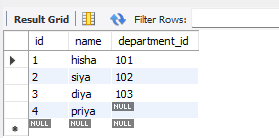 Result Grid Filter Rows:
id name department_id
1 hisha 101
2 siya 102
3 diya 103
4 priya NULL
NULL NULL NULL